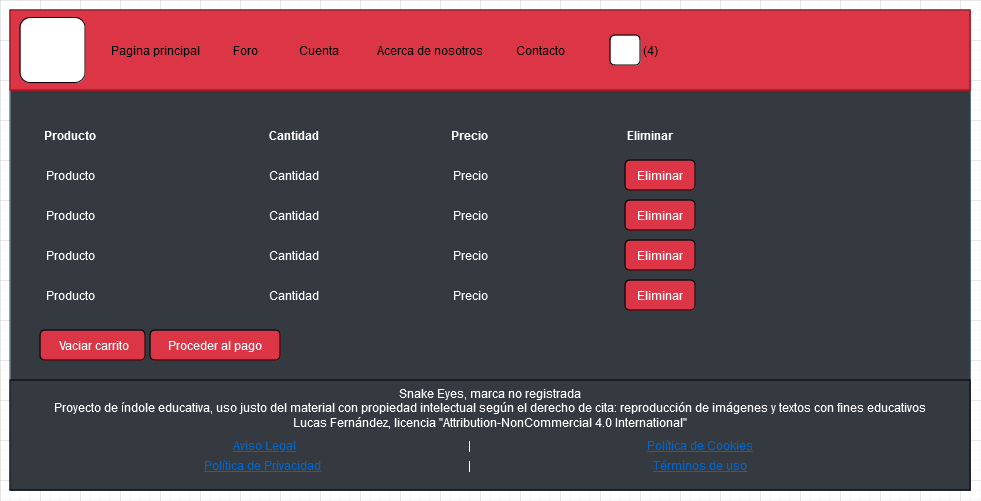 Pagina principal Foro Cuenta Acerca de nosotros Contacto (4)
Producto Cantidad Precio Eliminar
Producto Cantidad Precio Eliminar
Producto Cantidad Precio Eliminar
Producto Cantidad Precio Eliminar
Producto Cantidad Precio Eliminar
Vaciar carrito Proceder al pago
Snake Eyes, marca no registrada
Proyecto de índole educativa, uso justo del material con propiedad intelectual según el derecho de cita: reproducción de imágenes y textos con fines educativos
Lucas Fernández, licencia "Attribution-NonCommercial 4.0 International"
Aviso Legal | Política de Cookies
Política de Privacidad | Términos de uso